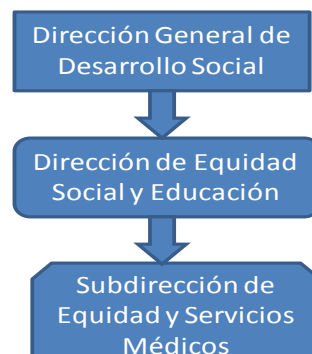 Dirección General de
Desarrollo Social
Dirección de Equidad
Social y Educación
Subdirección de
Equidad y Servicios
Médicos